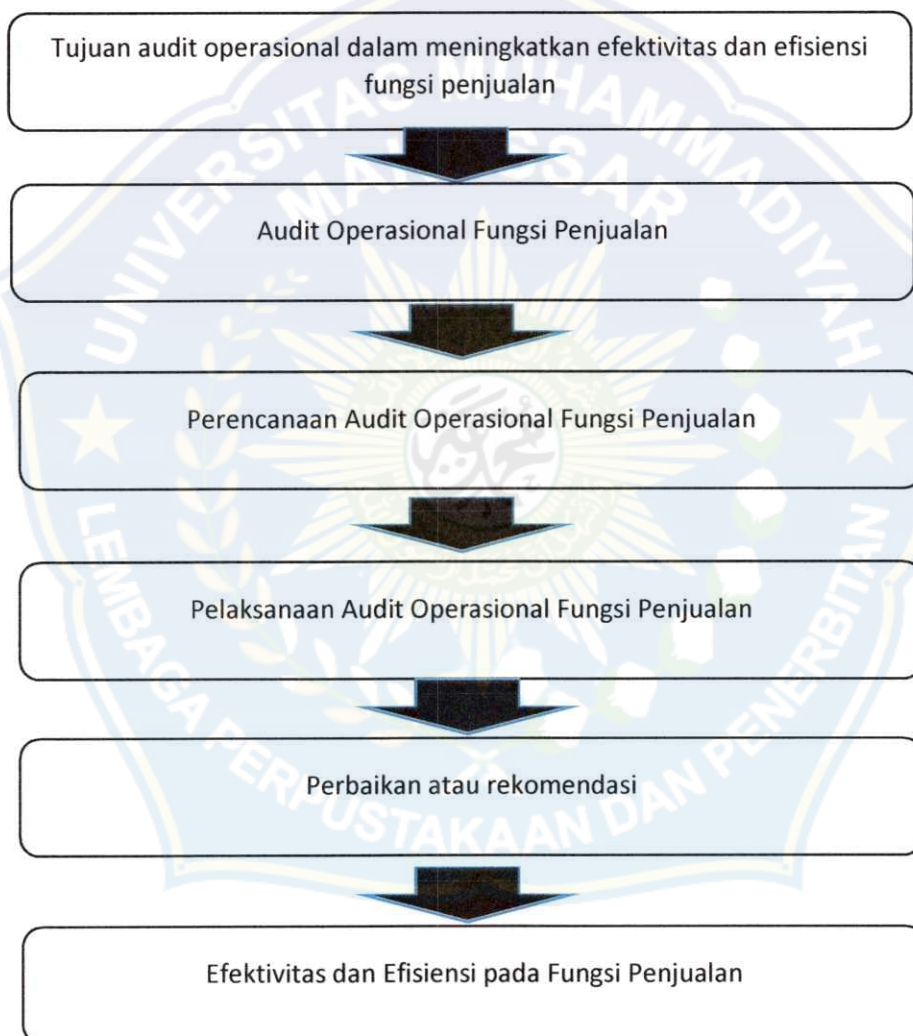 Tujuan audit operasional dalam meningkatkan efektivitas dan efisiensi
fungsi penjualan
UNIVERSITAS MUHAMMADIYAH
MAKASSAR
Audit Operasional Fungsi Penjualan
Perencanaan Audit Operasional Fungsi Penjualan
Pelaksanaan Audit Operasional Fungsi Penjualan
LEMBAGA PERPUSTAKAAN DAN PENERBITAN
Perbaikan atau rekomendasi
Efektivitas dan Efisiensi pada Fungsi Penjualan